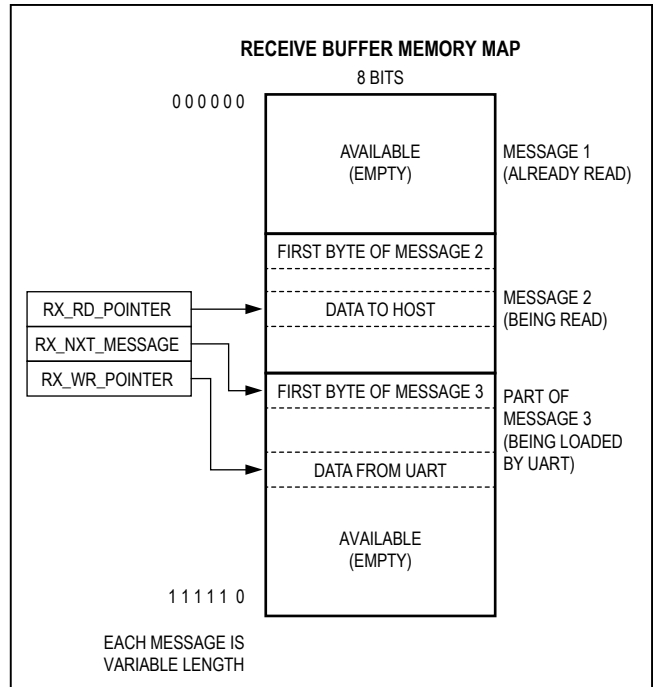 RECEIVE BUFFER MEMORY MAP
8 BITS
000000
AVAILABLE
(EMPTY)
MESSAGE 1
(ALREADY READ)
FIRST BYTE OF MESSAGE 2
RX_RD_POINTER
DATA TO HOST
MESSAGE 2
(BEING READ)
RX_NXT_MESSAGE
RX_WR_POINTER
FIRST BYTE OF MESSAGE 3
PART OF
MESSAGE 3
(BEING LOADED
BY UART)
DATA FROM UART
AVAILABLE
(EMPTY)
111110
EACH MESSAGE IS
VARIABLE LENGTH